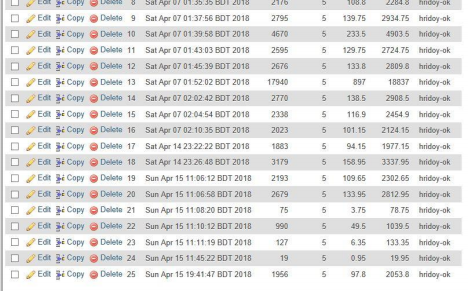 Edit Copy Delete 8 Sat Apr 07 01:35:35 BDT 2018 2176 5 108.8 2284.8 hridoy-ok
Edit Copy Delete 9 Sat Apr 07 01:37:56 BDT 2018 2795 5 139.75 2934.75 hridoy-ok
Edit Copy Delete 10 Sat Apr 07 01:39:58 BDT 2018 4670 5 233.5 4903.5 hridoy-ok
Edit Copy Delete 11 Sat Apr 07 01:43:03 BDT 2018 2595 5 129.75 2724.75 hridoy-ok
Edit Copy Delete 12 Sat Apr 07 01:45:39 BDT 2018 2676 5 133.8 2809.8 hridoy-ok
Edit Copy Delete 13 Sat Apr 07 01:52:02 BDT 2018 17940 5 897 18837 hridoy-ok
Edit Copy Delete 14 Sat Apr 07 02:02:42 BDT 2018 2770 5 138.5 2908.5 hridoy-ok
Edit Copy Delete 15 Sat Apr 07 02:04:54 BDT 2018 2338 5 116.9 2454.9 hridoy-ok
Edit Copy Delete 16 Sat Apr 07 02:10:35 BDT 2018 2023 5 101.15 2124.15 hridoy-ok
Edit Copy Delete 17 Sat Apr 14 23:22:22 BDT 2018 1883 5 94.15 1977.15 hridoy-ok
Edit Copy Delete 18 Sat Apr 14 23:26:48 BDT 2018 3179 5 158.95 3337.95 hridoy-ok
Edit Copy Delete 19 Sun Apr 15 11:06:12 BDT 2018 2193 5 109.65 2302.65 hridoy-ok
Edit Copy Delete 20 Sun Apr 15 11:06:58 BDT 2018 2679 5 133.95 2812.95 hridoy-ok
Edit Copy Delete 21 Sun Apr 15 11:08:20 BDT 2018 75 5 3.75 78.75 hridoy-ok
Edit Copy Delete 22 Sun Apr 15 11:10:12 BDT 2018 990 5 49.5 1039.5 hridoy-ok
Edit Copy Delete 23 Sun Apr 15 11:11:19 BDT 2018 127 5 6.35 133.35 hridoy-ok
Edit Copy Delete 24 Sun Apr 15 11:45:22 BDT 2018 19 5 0.95 19.95 hridoy-ok
Edit Copy Delete 25 Sun Apr 15 19:41:47 BDT 2018 1956 5 97.8 2053.8 hridoy-ok